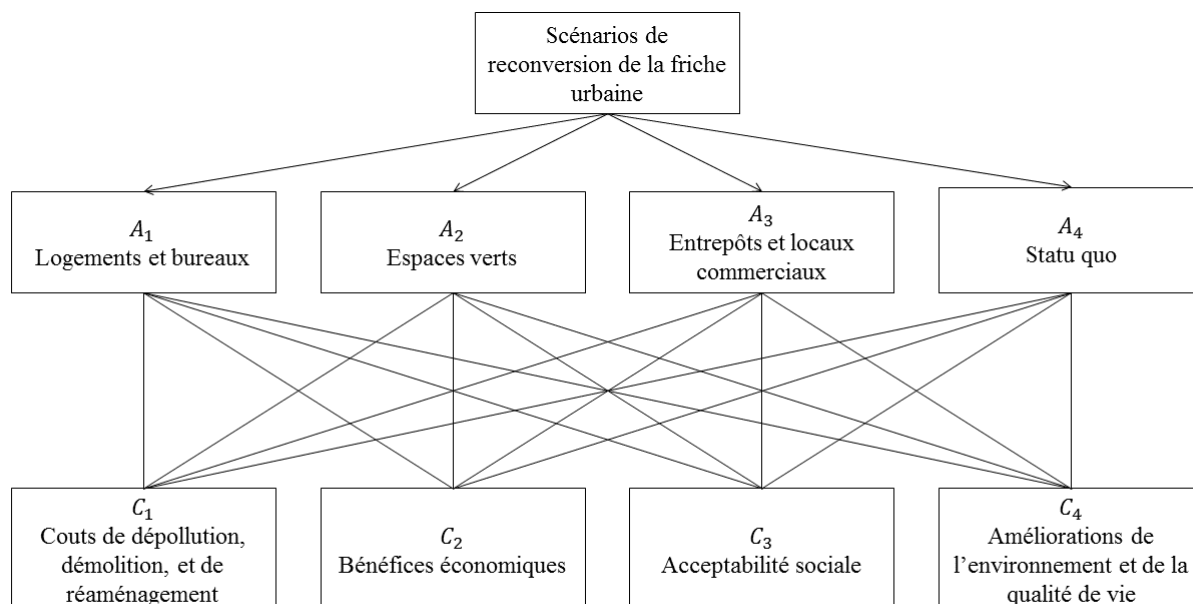 Scénarios de
reconversion de la friche
urbaine
A₁
Logements et bureaux
A₂
Espaces verts
A₃
Entrepôts et locaux
commerciaux
A₄
Statu quo
C₁
Couts de dépollution,
démolition, et de
réaménagement
C₂
Bénéfices économiques
C₃
Acceptabilité sociale
C₄
Améliorations de
l’environnement et de la
qualité de vie